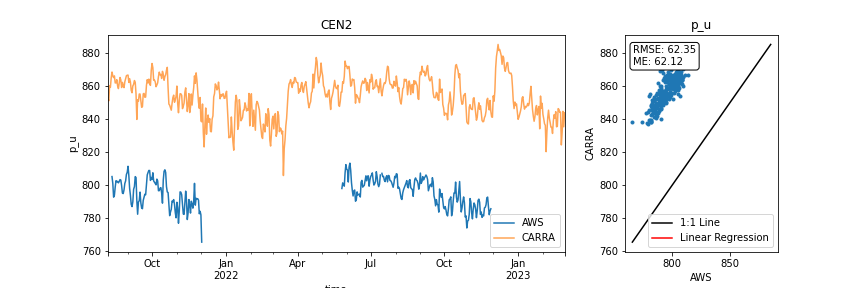 CEN2
p_u
880
860
840
820
800
780
760
p_u
Oct
Jan
2022
Apr
Jul
Oct
Jan
2023
time
AWS
CARRA
p_u
RMSE: 62.35
ME: 62.12
880
860
840
820
800
780
760
CARRA
800
850
AWS
1:1 Line
Linear Regression